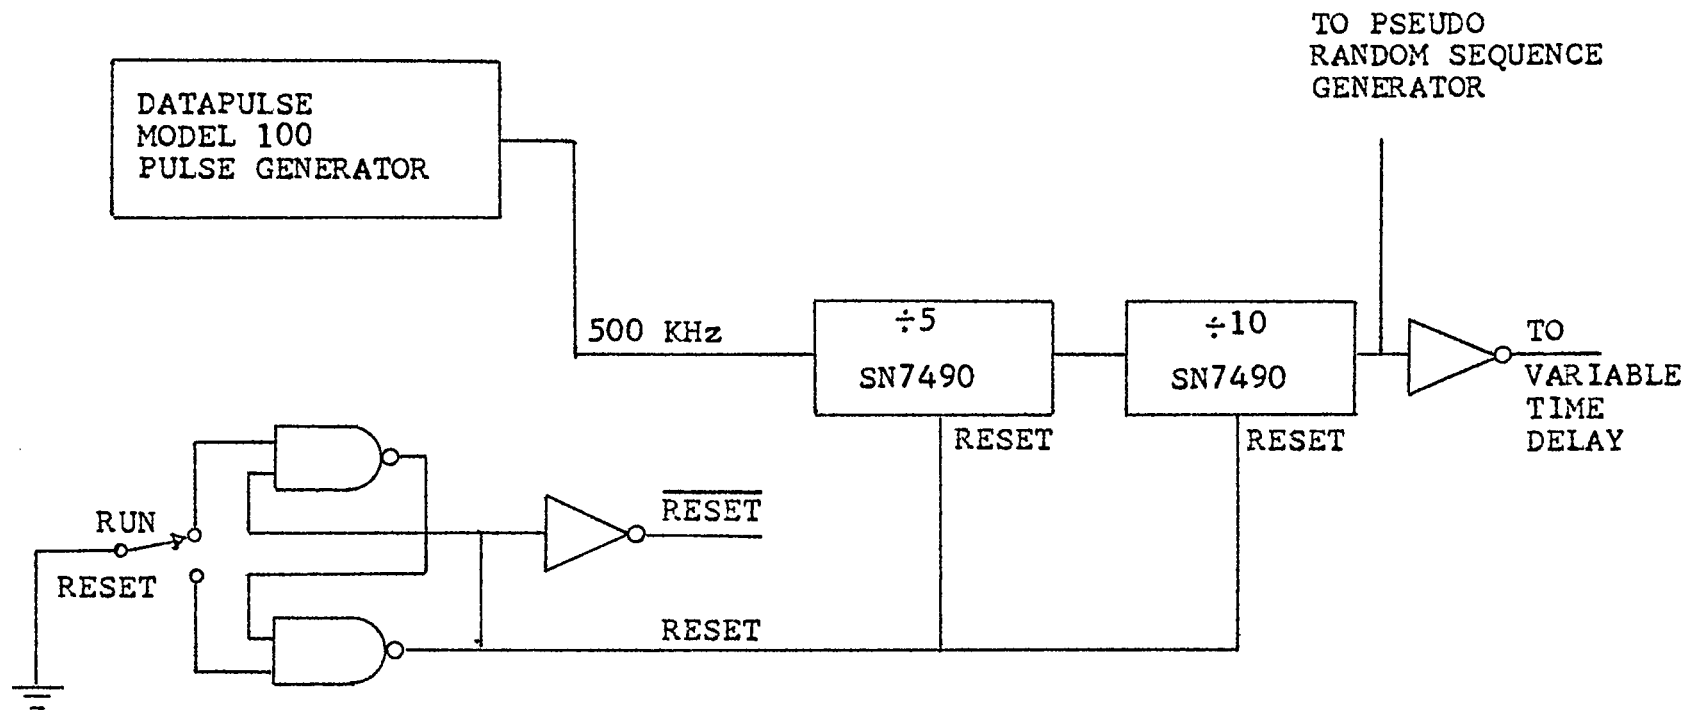 TO PSEUDO
RANDOM SEQUENCE
GENERATOR
DATAPULSE
MODEL 100
PULSE GENERATOR
500 KHz
÷5
SN7490
÷10
SN7490
TO
VARIABLE
TIME
DELAY
RESET
RESET
RUN
RESET
RESET
RESET